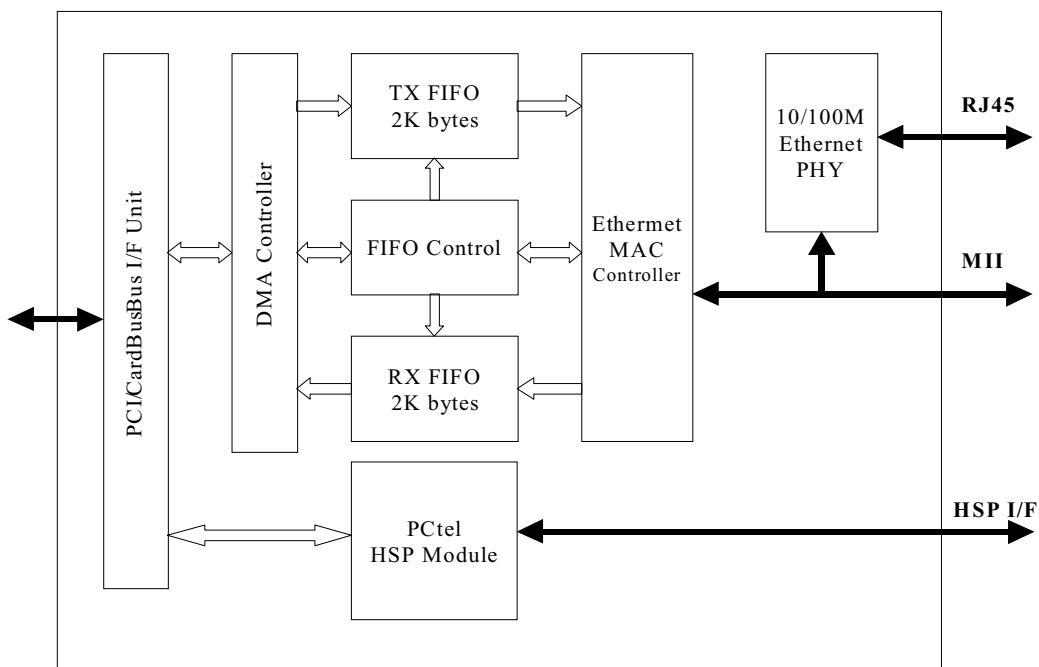 PCI/CardBusBus I/F Unit
DMA Controller
TX FIFO
2K bytes
FIFO Control
RX FIFO
2K bytes
PCtel
HSP Module
Ethermet
MAC
Controller
10/100M
Ethernet
PHY
RJ45
MII
HSP I/F